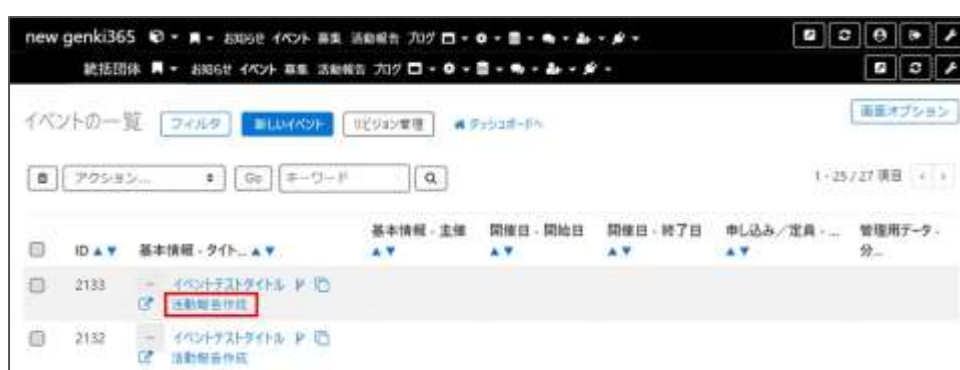 new genki365 お知らせ イベント 募集 活動報告 ブログ
統括団体 お知らせ イベント 募集 活動報告 ブログ
イベントの一覧 フィルタ 新しいイベント リビジョン管理 ダッシュボードへ 画面オプション
アクション... Go キーワード 1 - 25 / 27 項目
ID ▲▼ 基本情報 - タイト... ▲▼ 基本情報 - 主催 ▲▼ 開催日 - 開始日 ▲▼ 開催日 - 終了日 ▲▼ 申し込み／定員 - ... ▲▼ 管理用データ - 分...
2133 イベントテストタイトル
活動報告作成
2132 イベントテストタイトル
活動報告作成